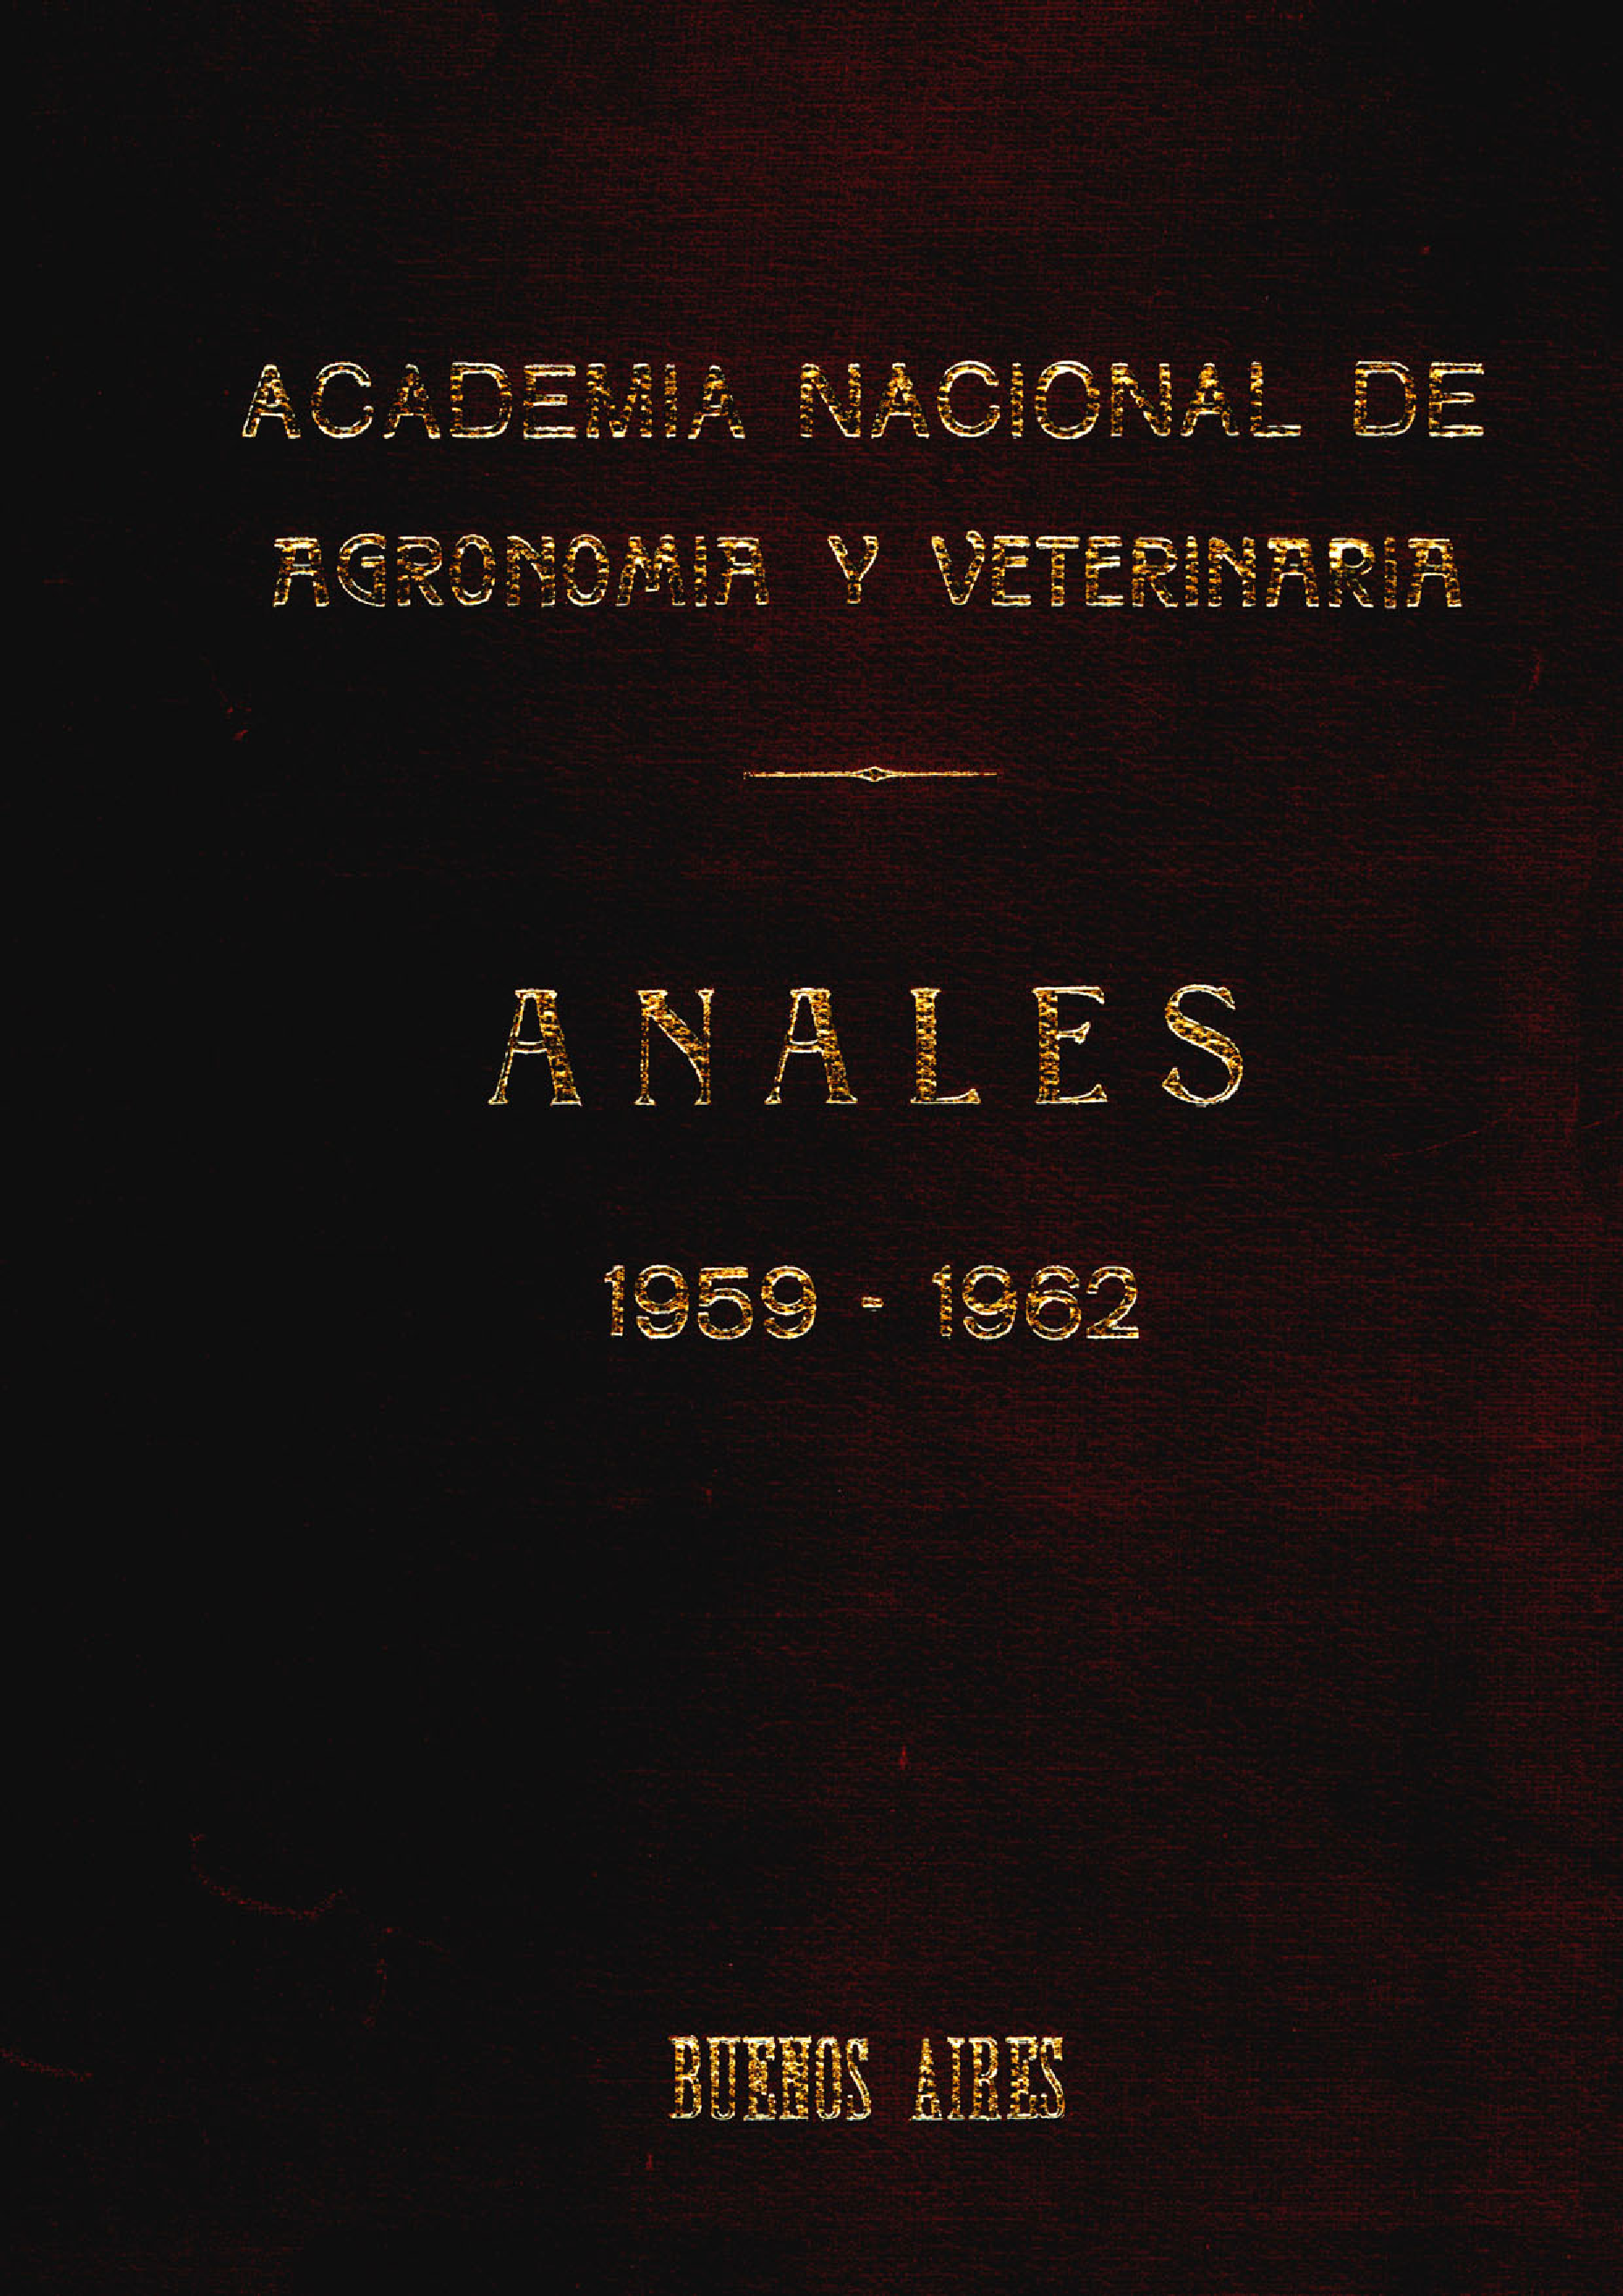 ACADEMIA NACIONAL DE
AGRONOMIA Y VETERINARIA
ANALES
1959 - 1962
BUENOS AIRES